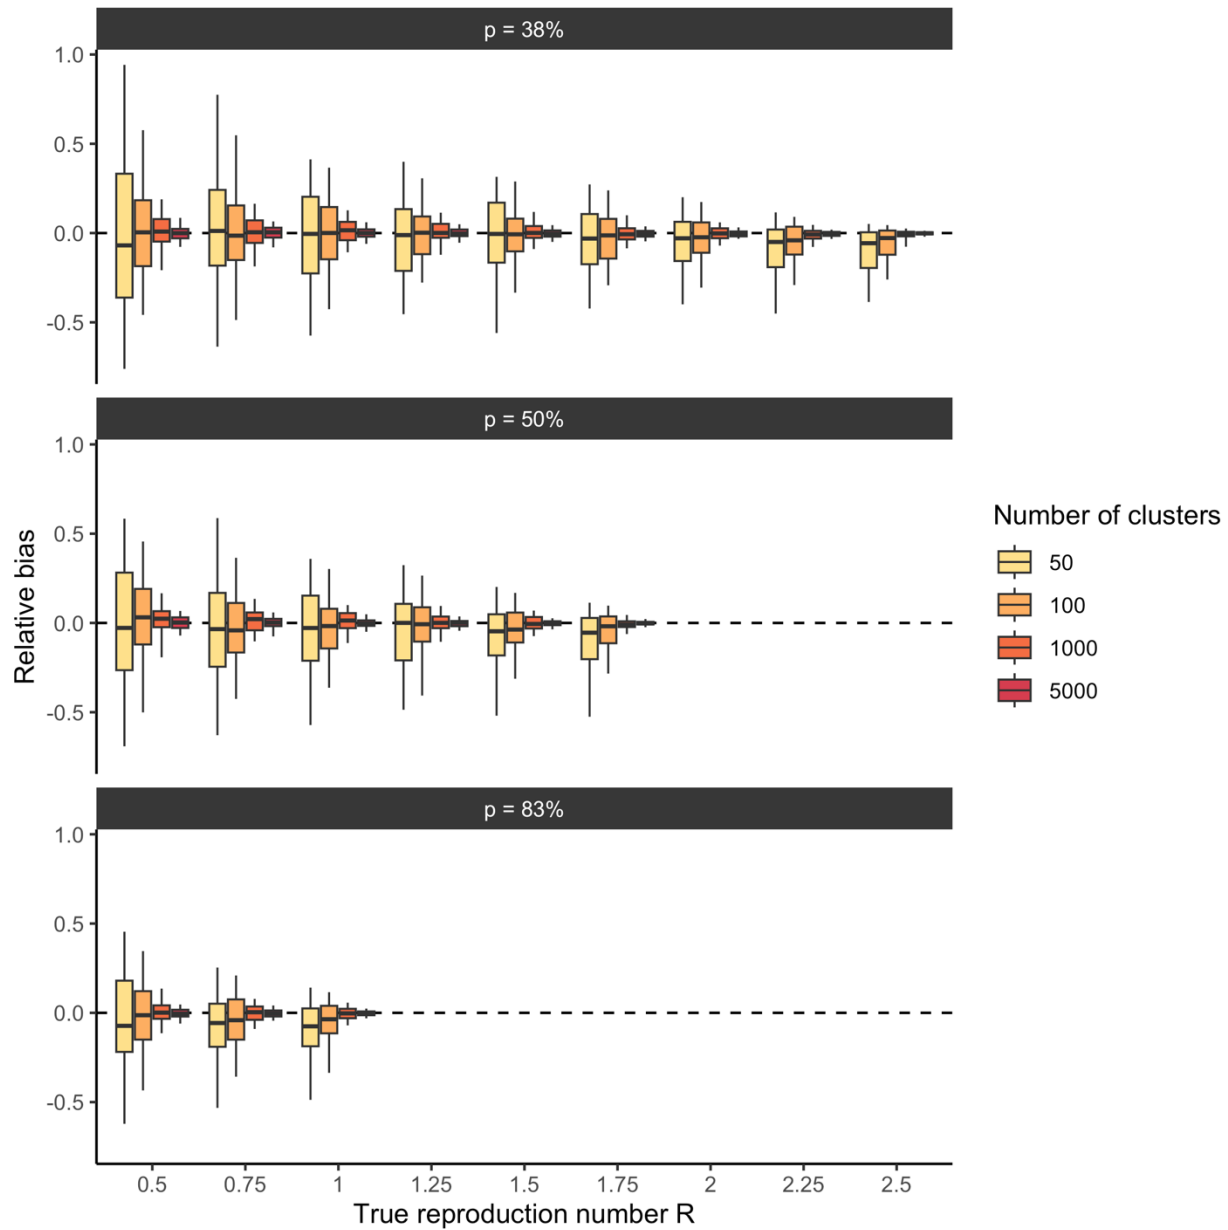 p = 38%
1.0
0.5
0.0
-0.5
p = 50%
1.0
0.5
0.0
-0.5
p = 83%
1.0
0.5
0.0
-0.5
Relative bias
0.5 0.75 1 1.25 1.5 1.75 2 2.25 2.5
True reproduction number R
Number of clusters
50
100
1000
5000